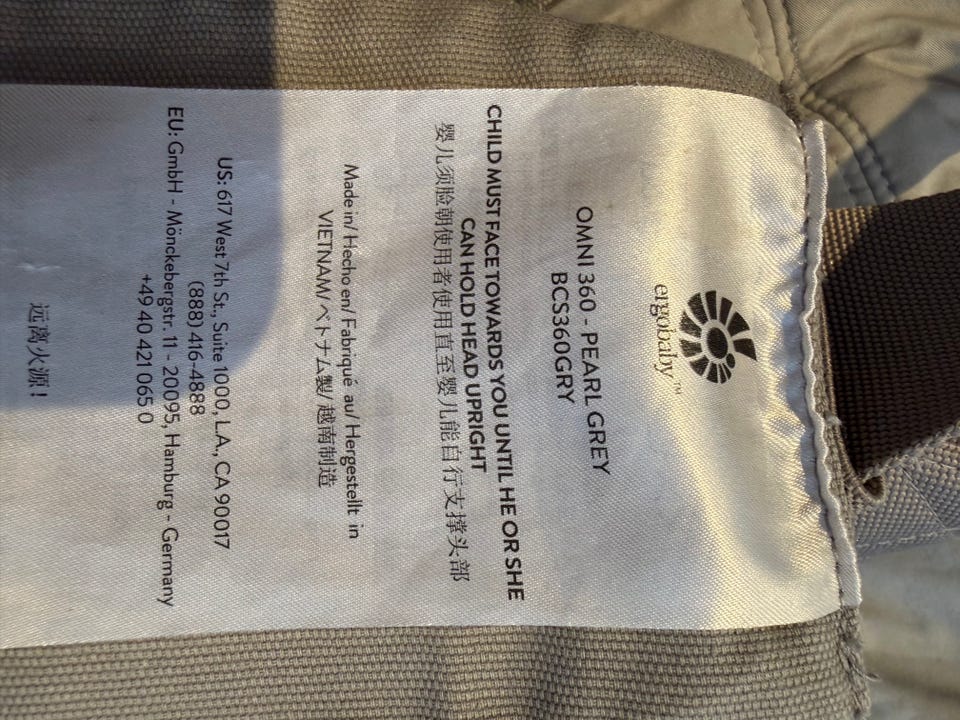 ergobaby™
OMNI 360 - PEARL GREY
BCS360GRY
CHILD MUST FACE TOWARDS YOU UNTIL HE OR SHE
CAN HOLD HEAD UPRIGHT
婴儿须脸朝使用者使用直至婴儿能自行支撑头部
Made in/ Hecho en/ Fabriqué au/ Hergestellt in
VIETNAM/ベトナム製/ 越南制造
US: 617 West 7th St., Suite 1000, L.A., CA 90017
(888) 416-4888
EU: GmbH - Mönckebergstr. 11 - 20095, Hamburg - Germany
+49 40 421 065 0
远离火源!